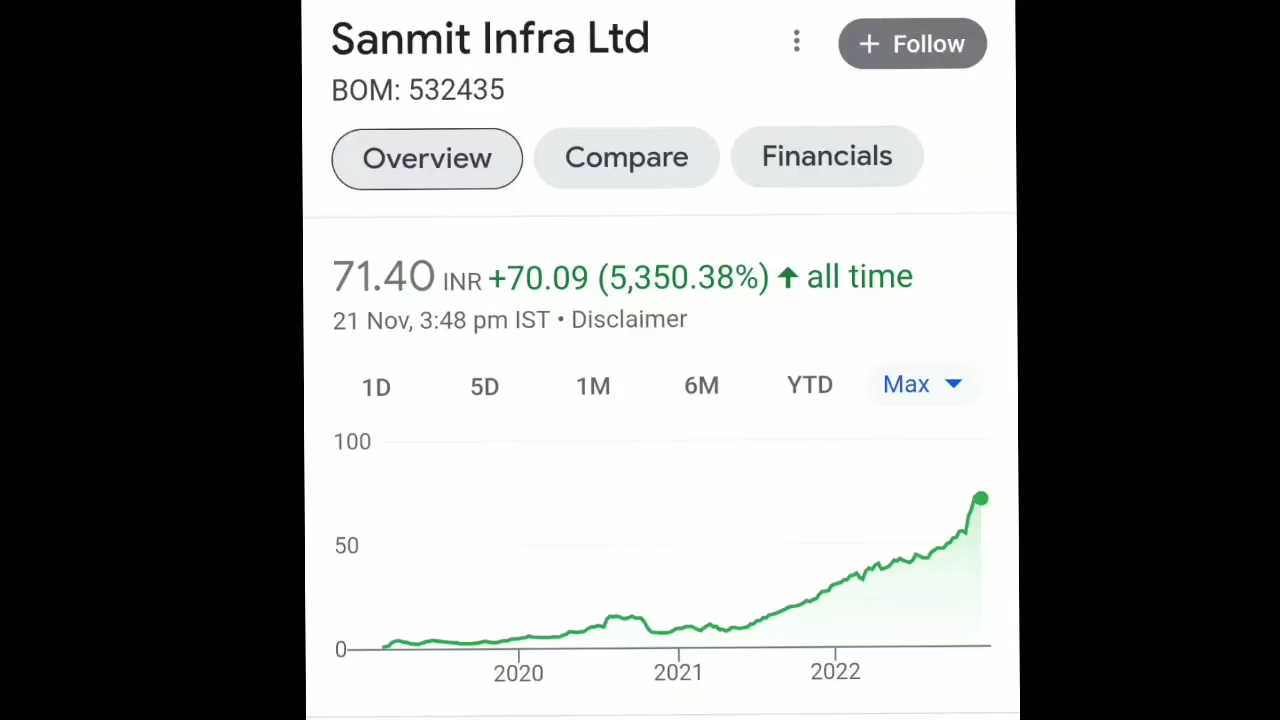 Sanmit Infra Ltd
+ Follow
BOM: 532435
Overview
Compare
Financials
71.40 INR +70.09 (5,350.38%) ↑ all time
21 Nov, 3:48 pm IST • Disclaimer
1D 5D 1M 6M YTD Max
100
50
0
2020 2021 2022